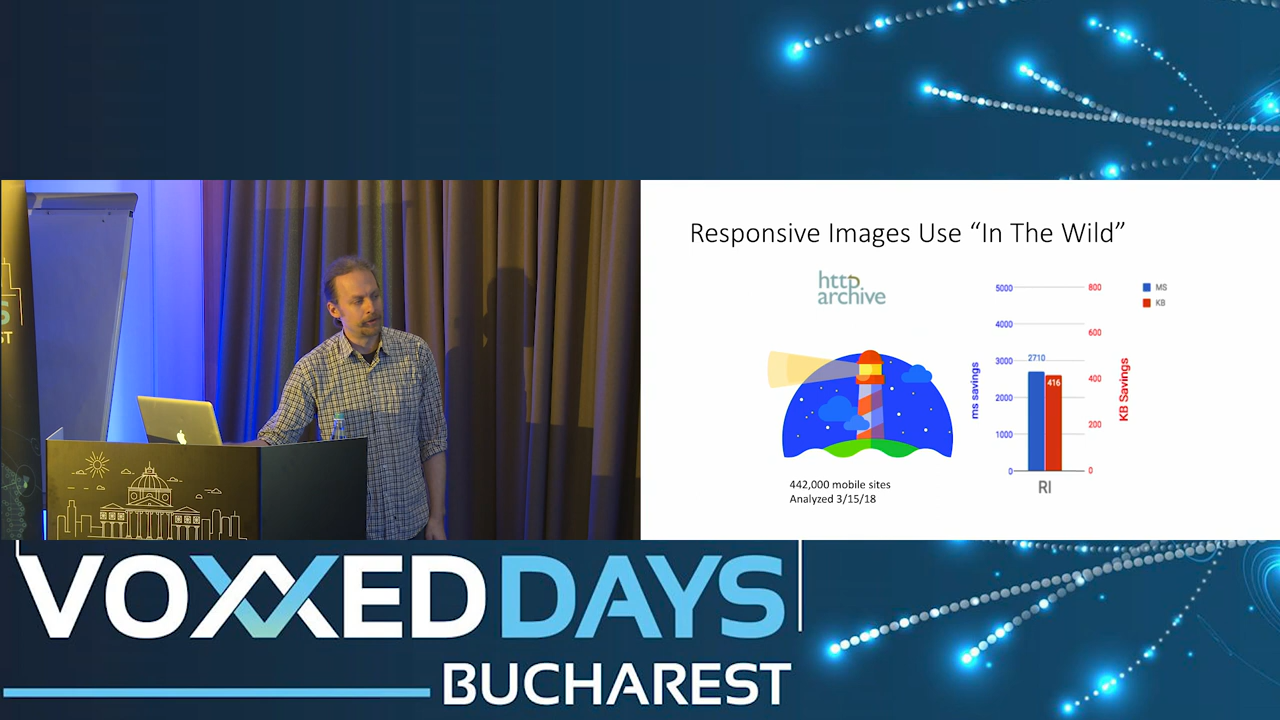 S
ST
Responsive Images Use “In The Wild”
http
archive
442,000 mobile sites
Analyzed 3/15/18
ms savings
5000
4000
3000
2000
1000
0
2710
416
RI
800
600
400
200
0
KB Savings
MS
KB
VOXXED DAYS
BUCHAREST